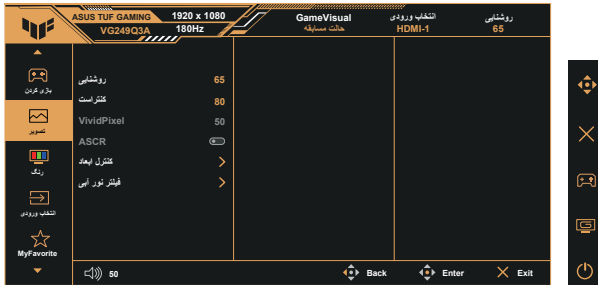 ASUS TUF GAMING 1920 x 1080
VG249Q3A 180Hz
GameVisual
حالت مسابقه
انتخاب ورودی
HDMI-1
روشنایی
65
بازی کردن
تصویر
رنگ
انتخاب ورودی
MyFavorite
روشنایی 65
کنتراست 80
VividPixel 50
ASCR
کنترل ابعاد
فیلتر نور آبی
50 Back Enter Exit